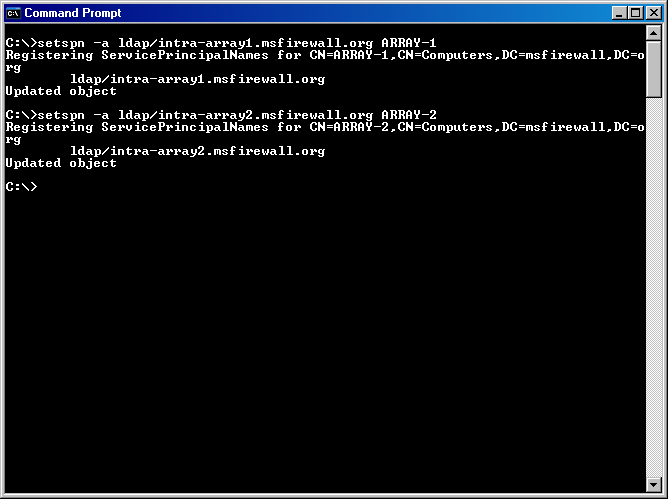 Command Prompt
C:\>setspn -a ldap/intra-array1.msfirewall.org ARRAY-1
Registering ServicePrincipalNames for CN=ARRAY-1,CN=Computers,DC=msfirewall,DC=o
rg
        ldap/intra-array1.msfirewall.org
Updated object
C:\>setspn -a ldap/intra-array2.msfirewall.org ARRAY-2
Registering ServicePrincipalNames for CN=ARRAY-2,CN=Computers,DC=msfirewall,DC=o
rg
        ldap/intra-array2.msfirewall.org
Updated object
C:\>